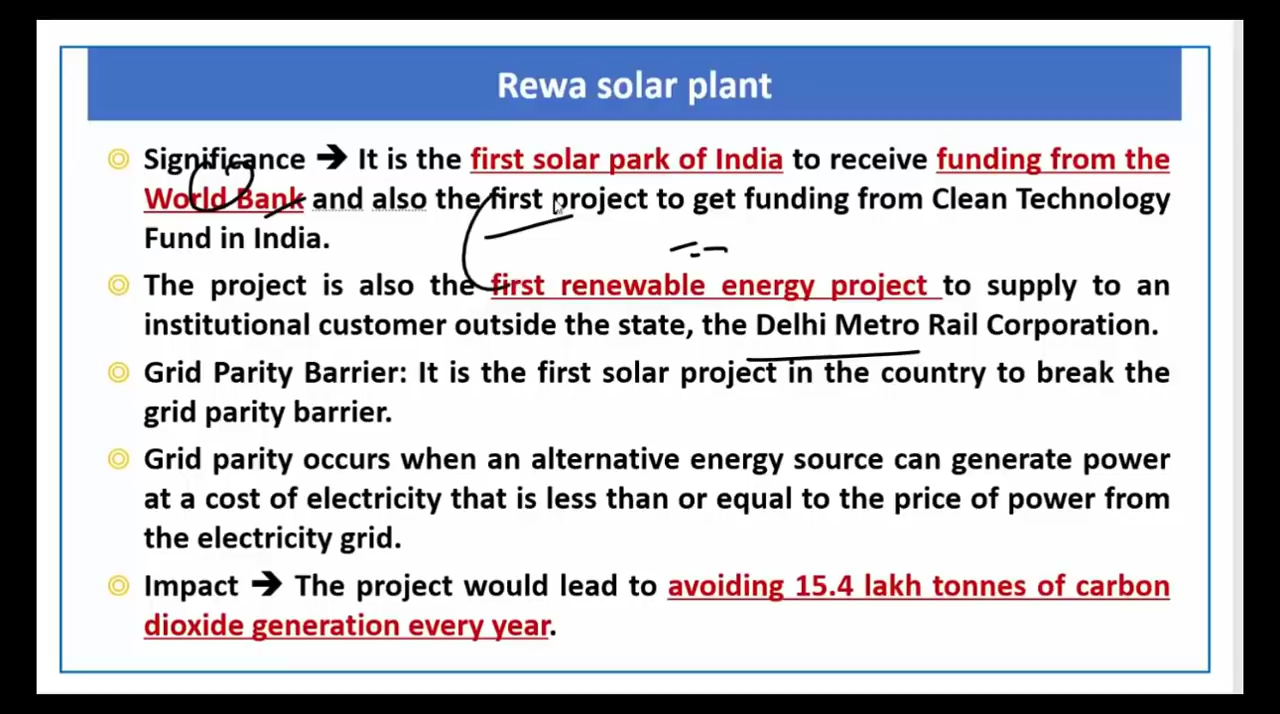 Rewa solar plant
Significance ➔ It is the first solar park of India to receive funding from the
World Bank and also the first project to get funding from Clean Technology
Fund in India.
The project is also the first renewable energy project to supply to an
institutional customer outside the state, the Delhi Metro Rail Corporation.
Grid Parity Barrier: It is the first solar project in the country to break the
grid parity barrier.
Grid parity occurs when an alternative energy source can generate power
at a cost of electricity that is less than or equal to the price of power from
the electricity grid.
Impact ➔ The project would lead to avoiding 15.4 lakh tonnes of carbon
dioxide generation every year.